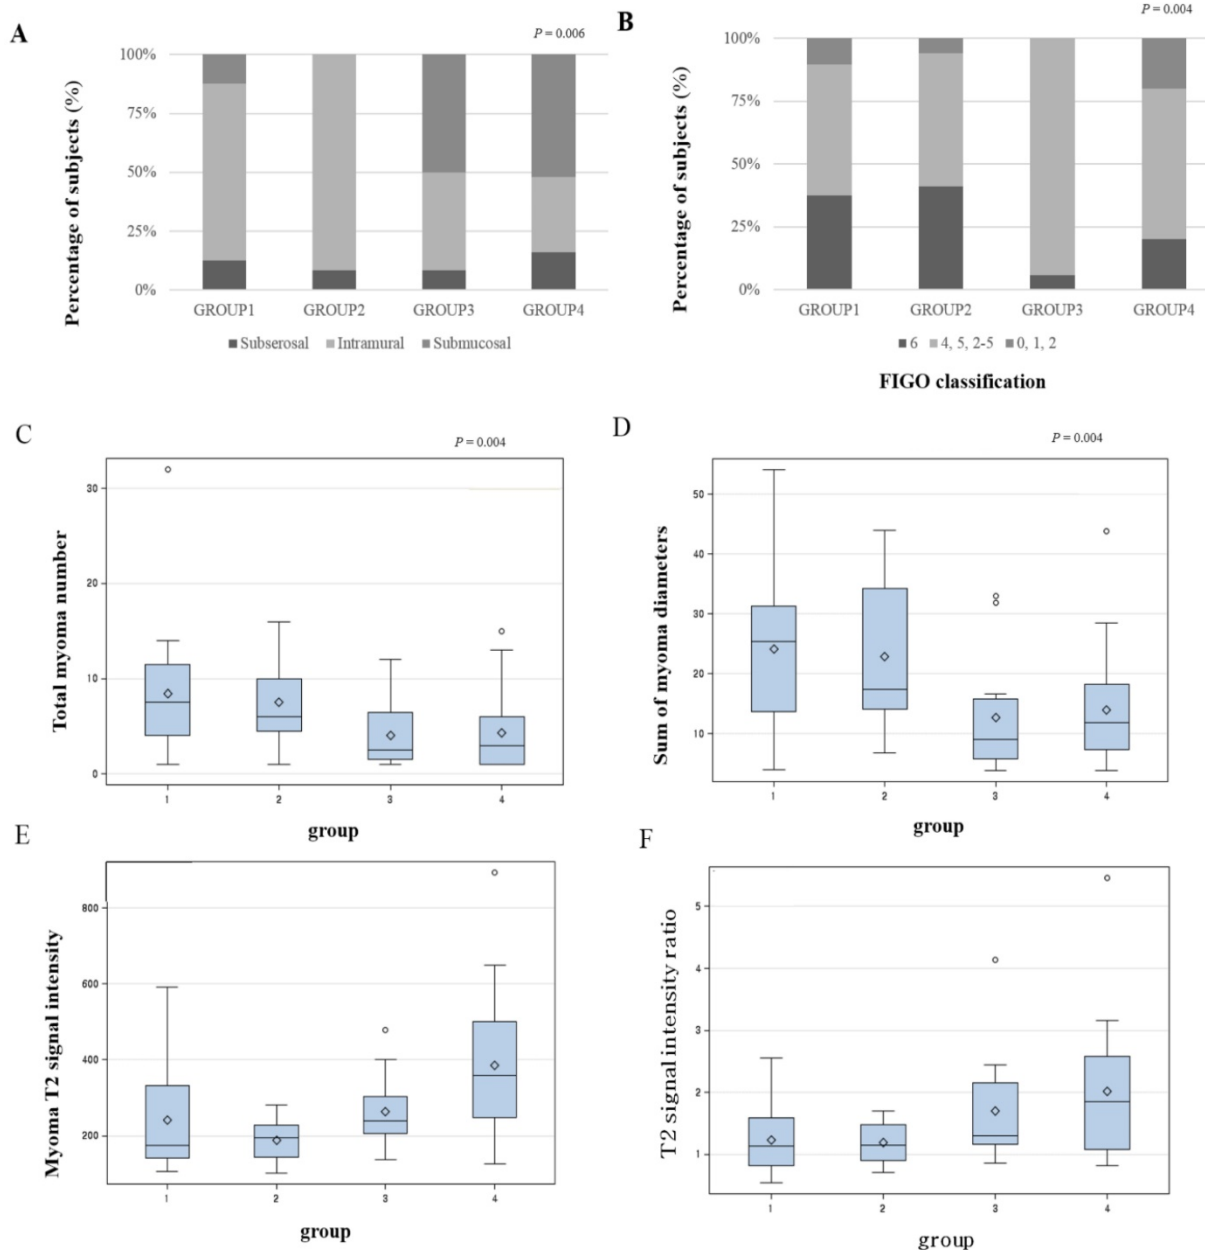 A
P = 0.006
Percentage of subjects (%)
100%
75%
50%
25%
0%
GROUP1 GROUP2 GROUP3 GROUP4
Subserosal Intramural Submucosal
B
P = 0.004
Percentage of subjects (%)
100%
75%
50%
25%
0%
GROUP1 GROUP2 GROUP3 GROUP4
6 4, 5, 2-5 0, 1, 2
FIGO classification
C
P = 0.004
Total myoma number
30
20
10
0
1 2 3 4
group
D
P = 0.004
Sum of myoma diameters
50
40
30
20
10
1 2 3 4
group
E
Myoma T2 signal intensity
800
600
400
200
1 2 3 4
group
F
T2 signal intensity ratio
5
4
3
2
1
1 2 3 4
group